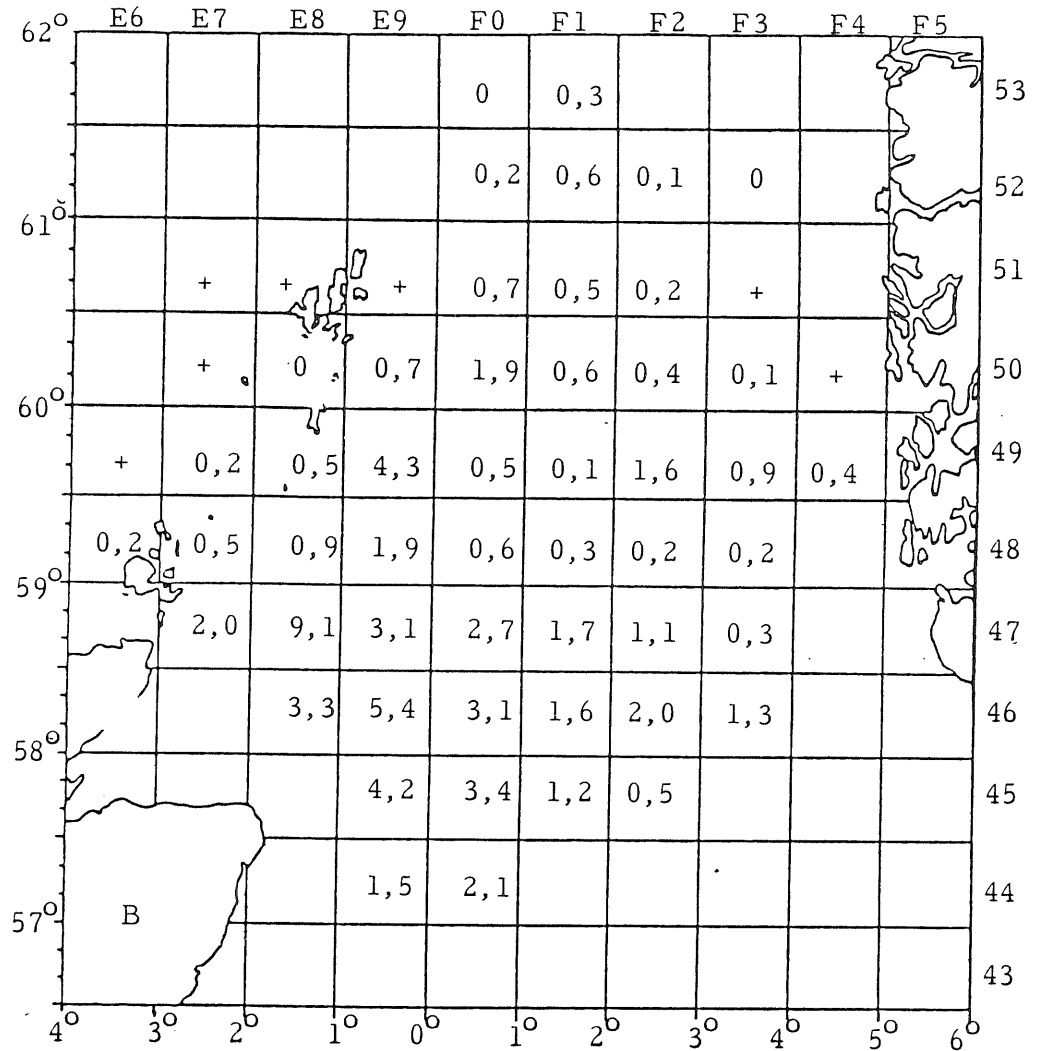 E6 E7 E8 E9 F0 F1 F2 F3 F4 F5
62°
0 0,3 53
0,2 0,6 0,1 0 52
61°
+ + + 0,7 0,5 0,2 + 51
+ 0 0,7 1,9 0,6 0,4 0,1 + 50
60°
+ 0,2 0,5 4,3 0,5 0,1 1,6 0,9 0,4 49
0,2 0,5 0,9 1,9 0,6 0,3 0,2 0,2 48
59°
2,0 9,1 3,1 2,7 1,7 1,1 0,3 47
3,3 5,4 3,1 1,6 2,0 1,3 46
58°
4,2 3,4 1,2 0,5 45
1,5 2,1 44
57° B
43
4° 3° 2° 1° 0° 1° 2° 3° 4° 5° 6°